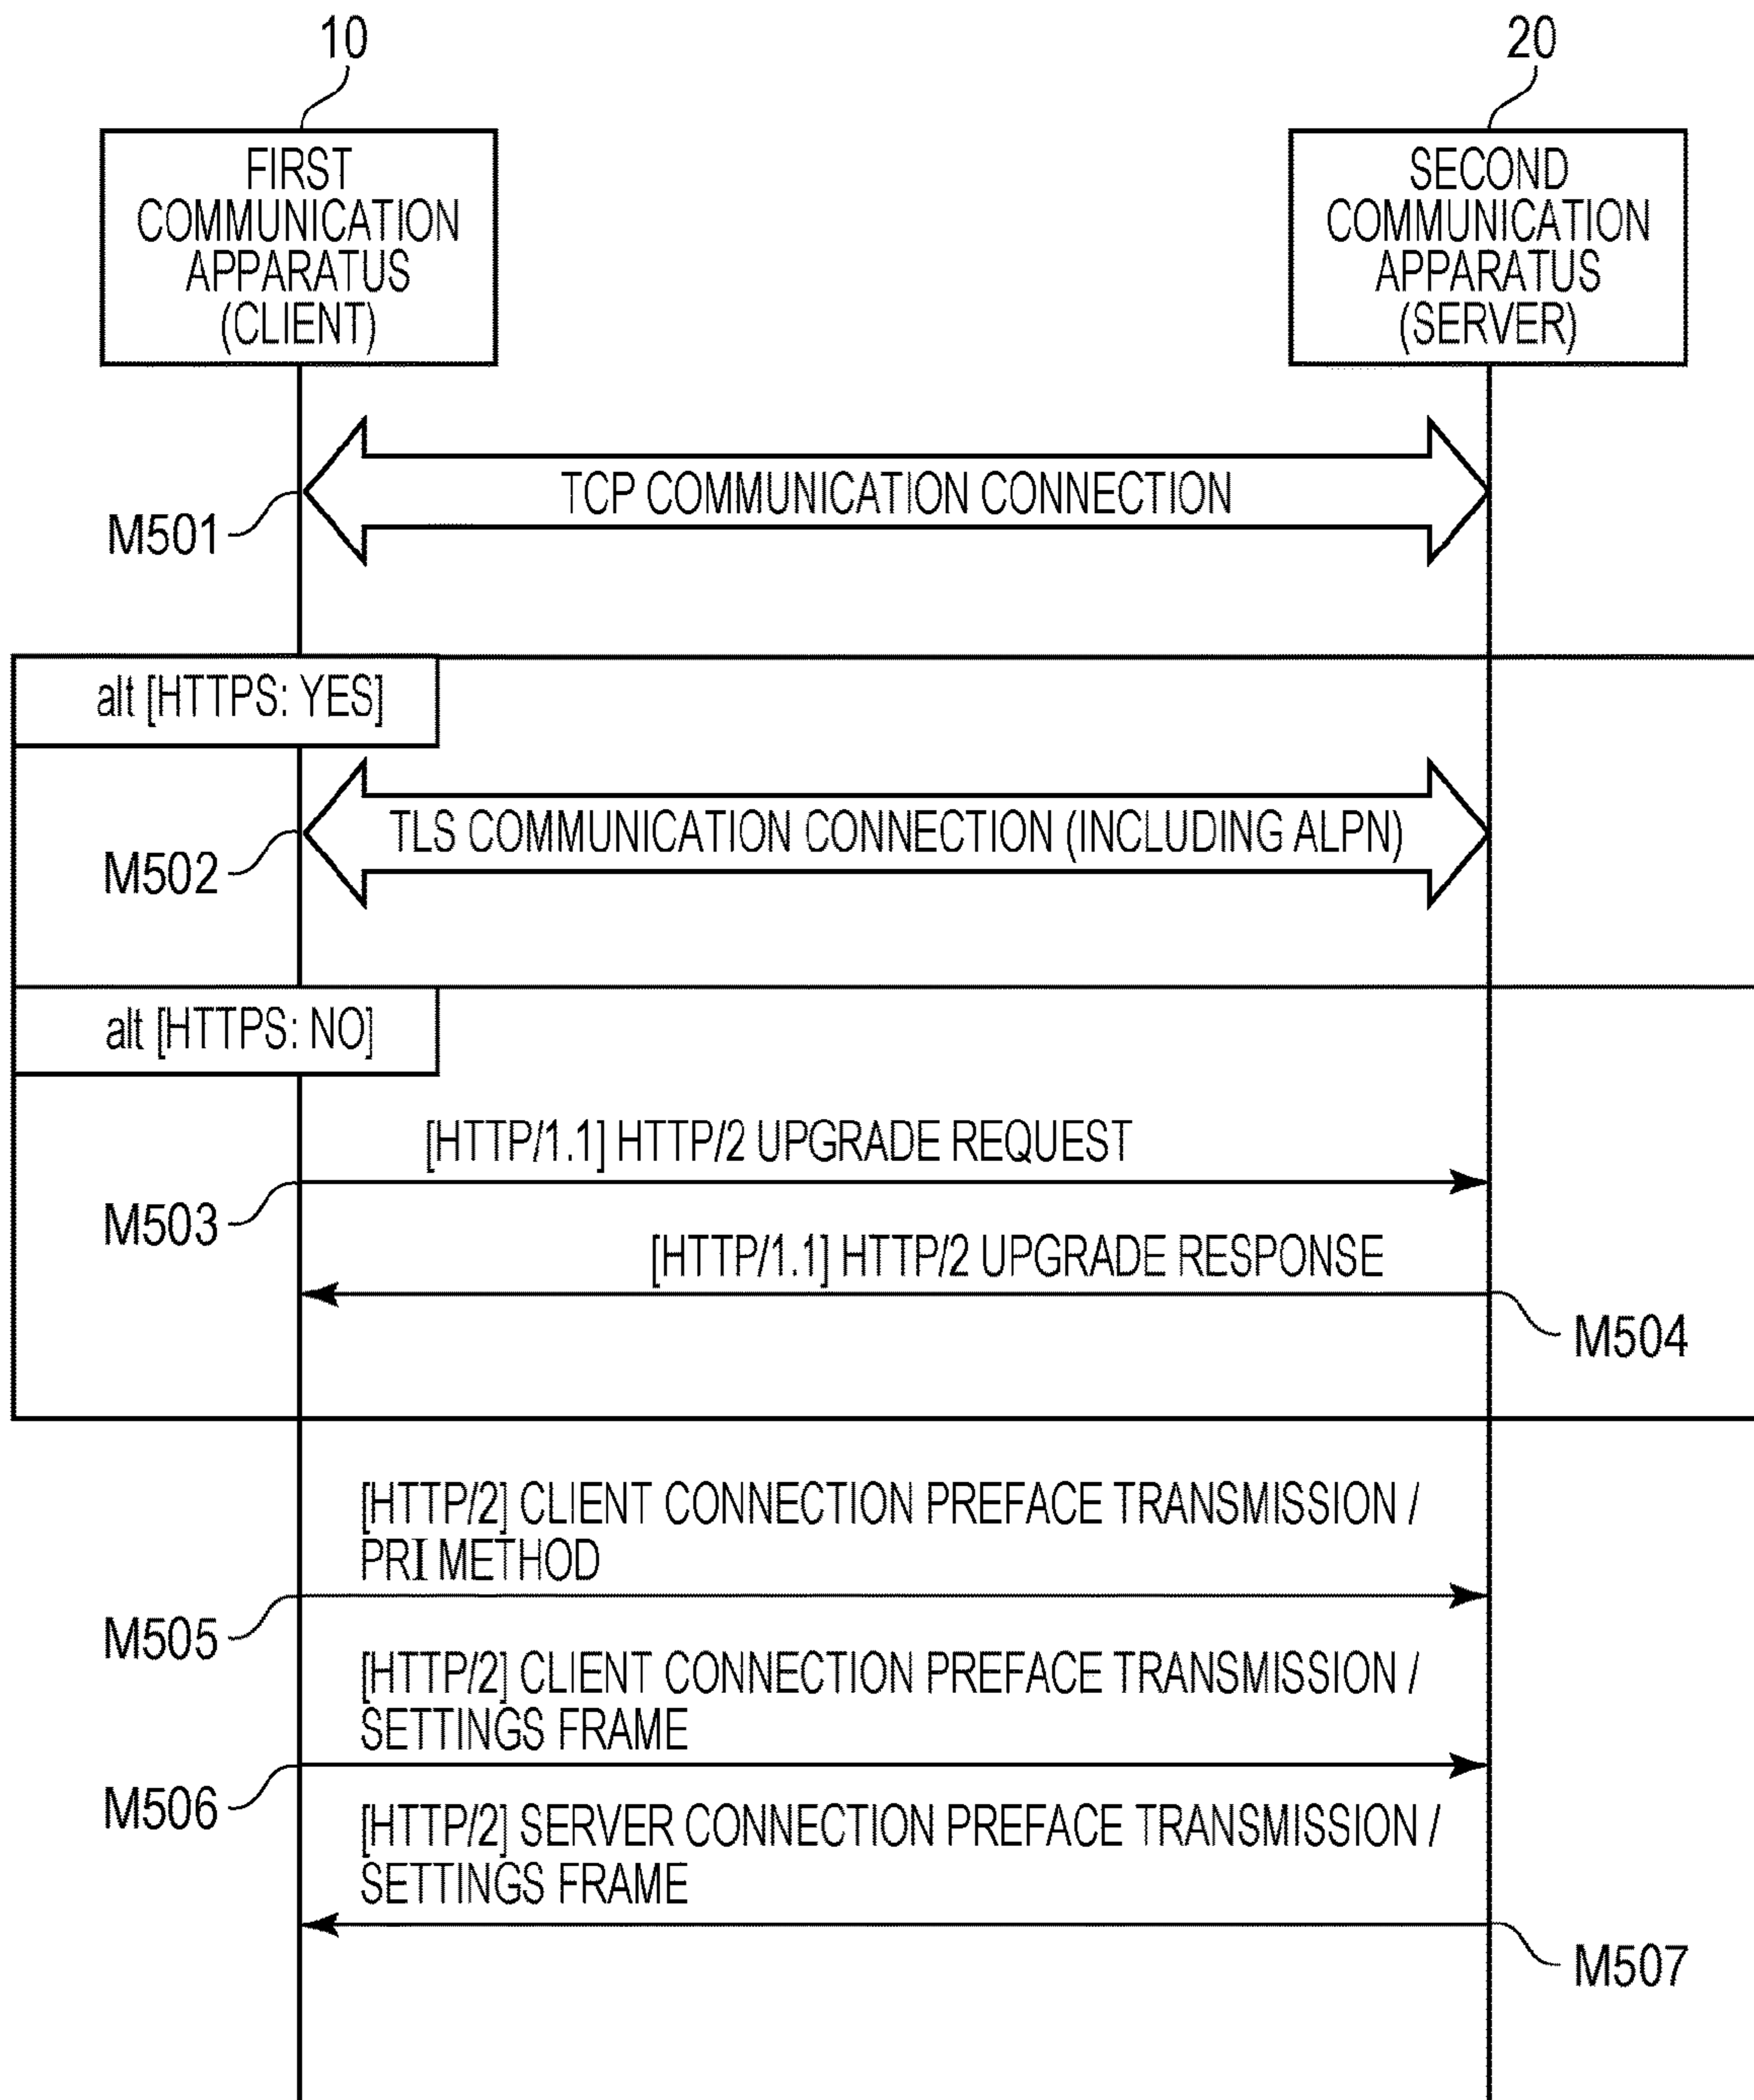 10
20
FIRST
COMMUNICATION
APPARATUS
(CLIENT)
SECOND
COMMUNICATION
APPARATUS
(SERVER)
TCP COMMUNICATION CONNECTION
M501
alt [HTTPS: YES]
TLS COMMUNICATION CONNECTION (INCLUDING ALPN)
M502
alt [HTTPS: NO]
[HTTP/1.1] HTTP/2 UPGRADE REQUEST
M503
[HTTP/1.1] HTTP/2 UPGRADE RESPONSE
M504
[HTTP/2] CLIENT CONNECTION PREFACE TRANSMISSION /
PRI METHOD
M505
[HTTP/2] CLIENT CONNECTION PREFACE TRANSMISSION /
SETTINGS FRAME
M506
[HTTP/2] SERVER CONNECTION PREFACE TRANSMISSION /
SETTINGS FRAME
M507